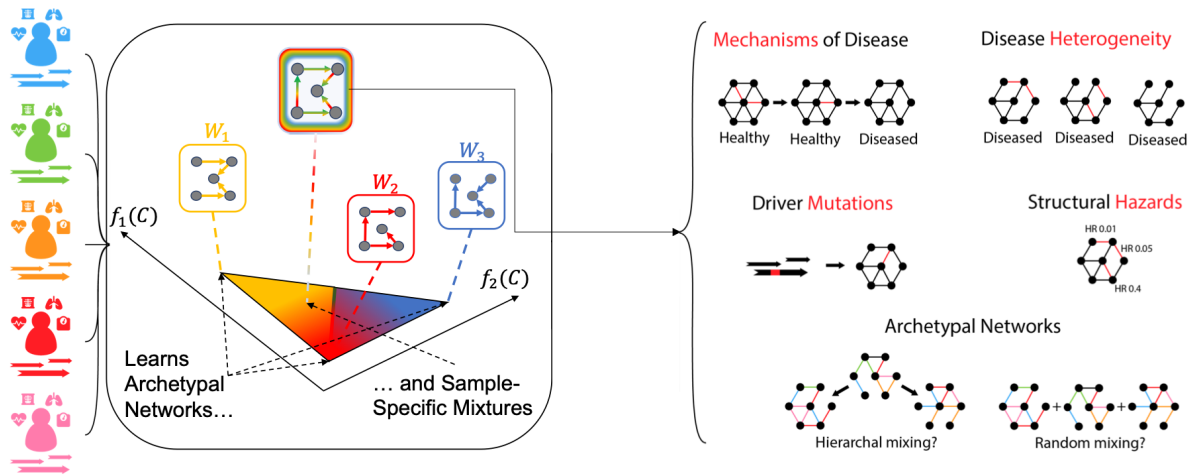 W₁
W₂
W₃
f₁(C)
f₂(C)
Learns
Archetypal
Networks…
… and Sample-
Specific Mixtures
Mechanisms of Disease
Healthy
Healthy
Diseased
Disease Heterogeneity
Diseased
Diseased
Diseased
Driver Mutations
Structural Hazards
HR 0.01
HR 0.05
HR 0.4
Archetypal Networks
+
+
Hierarchal mixing?
Random mixing?